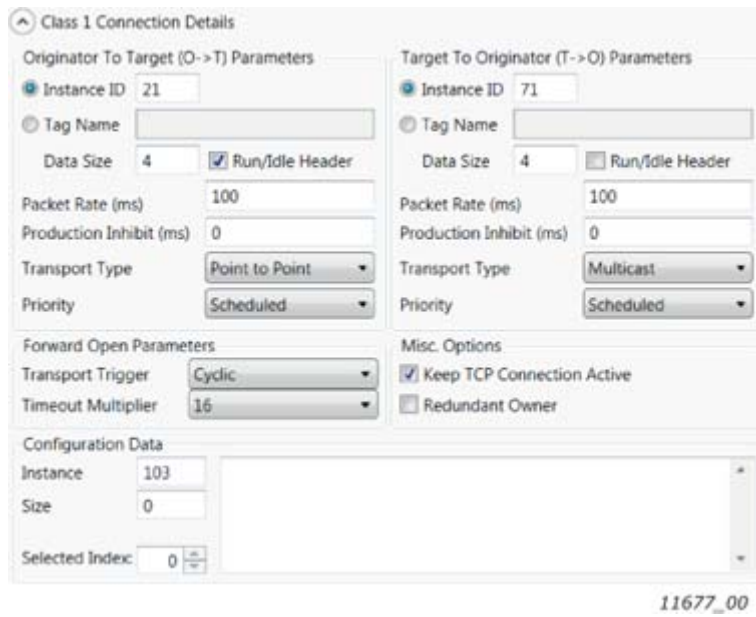 Class 1 Connection Details
Originator To Target (O->T) Parameters
Instance ID 21
Tag Name
Data Size 4 Run/Idle Header
Packet Rate (ms) 100
Production Inhibit (ms) 0
Transport Type Point to Point
Priority Scheduled
Target To Originator (T->O) Parameters
Instance ID 71
Tag Name
Data Size 4 Run/Idle Header
Packet Rate (ms) 100
Production Inhibit (ms) 0
Transport Type Multicast
Priority Scheduled
Forward Open Parameters
Transport Trigger Cyclic
Timeout Multiplier 16
Misc. Options
Keep TCP Connection Active
Redundant Owner
Configuration Data
Instance 103
Size 0
Selected Index: 0
11677_00